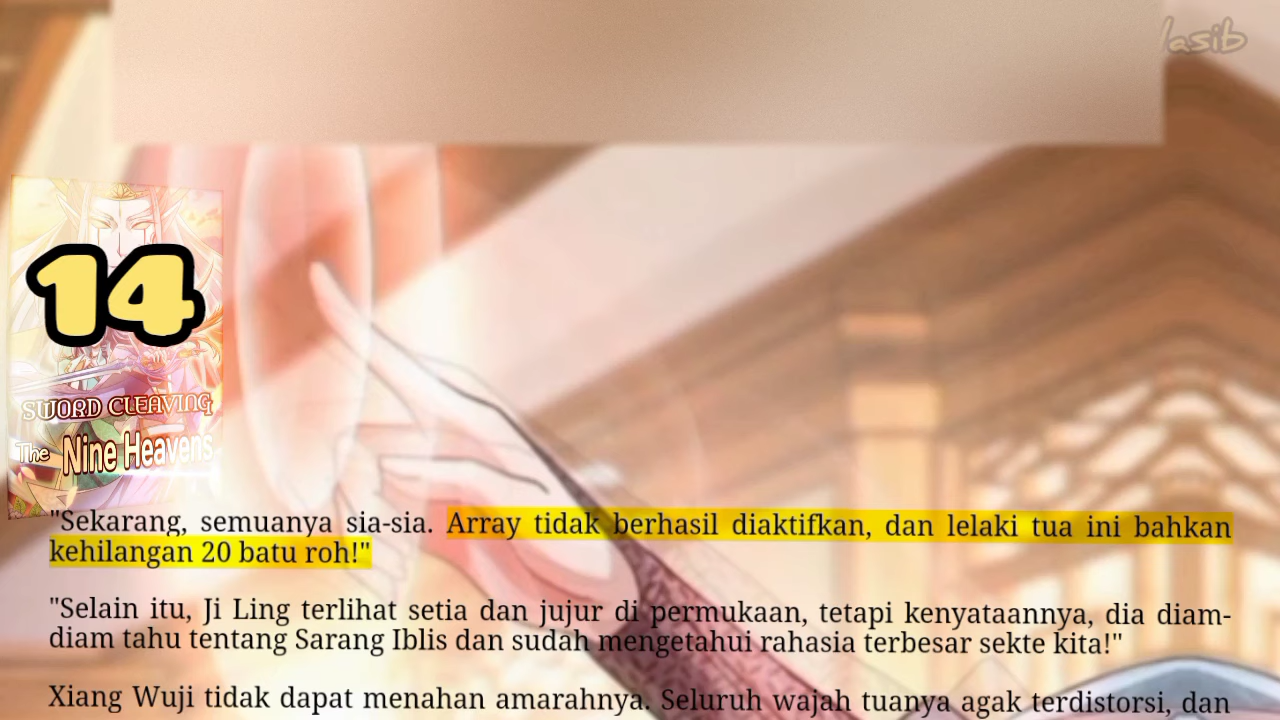 lasib
14
SWORD CLEAVING
The Nine Heavens
"Sekarang, semuanya sia-sia. Array tidak berhasil diaktifkan, dan lelaki tua ini bahkan
kehilangan 20 batu roh!"
"Selain itu, Ji Ling terlihat setia dan jujur di permukaan, tetapi kenyataannya, dia diam-
diam tahu tentang Sarang Iblis dan sudah mengetahui rahasia terbesar sekte kita!"
Xiang Wuji tidak dapat menahan amarahnya. Seluruh wajah tuanya agak terdistorsi, dan